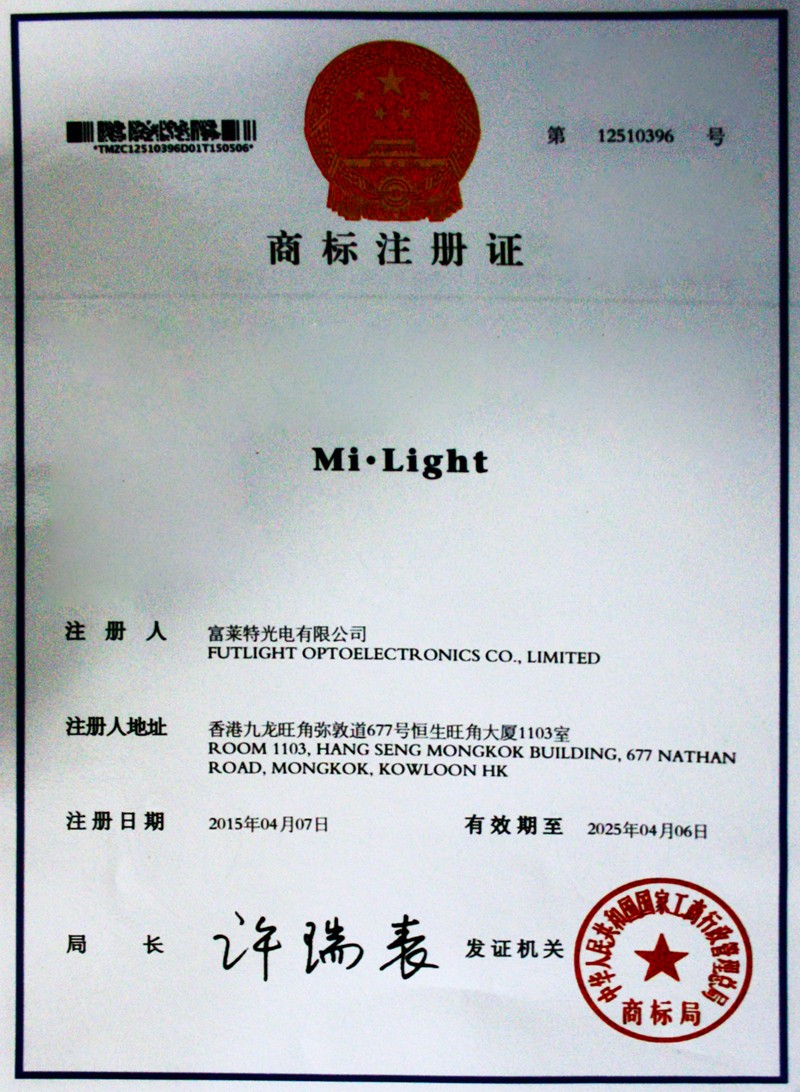 *TMZC12510396D01T150506*
第 12510396 号
商标注册证
Mi·Light
注册人 富莱特光电有限公司
FUTLIGHT OPTOELECTRONICS CO., LIMITED
注册人地址 香港九龙旺角弥敦道677号恒生旺角大厦1103室
ROOM 1103, HANG SENG MONGKOK BUILDING, 677 NATHAN
ROAD, MONGKOK, KOWLOON HK
注册日期 2015年04月07日 有效期至 2025年04月06日
局长 许瑞表 发证机关
中华人民共和国国家工商行政管理总局
商标局